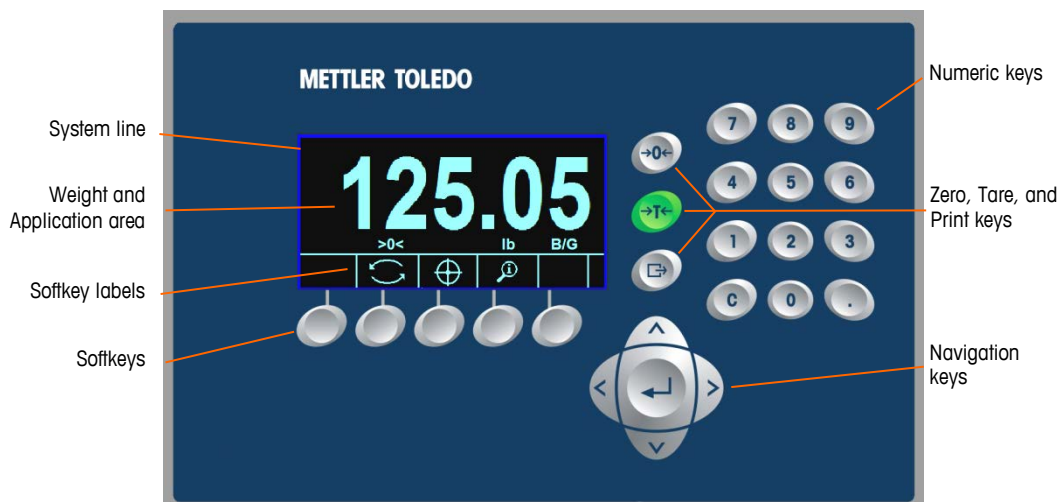 METTLER TOLEDO
System line
Weight and
Application area
Softkey labels
Softkeys
125.05
>0< lb B/G
i
→0←
→T←
7 8 9
4 5 6
1 2 3
C 0 .
Numeric keys
Zero, Tare, and
Print keys
Navigation
keys